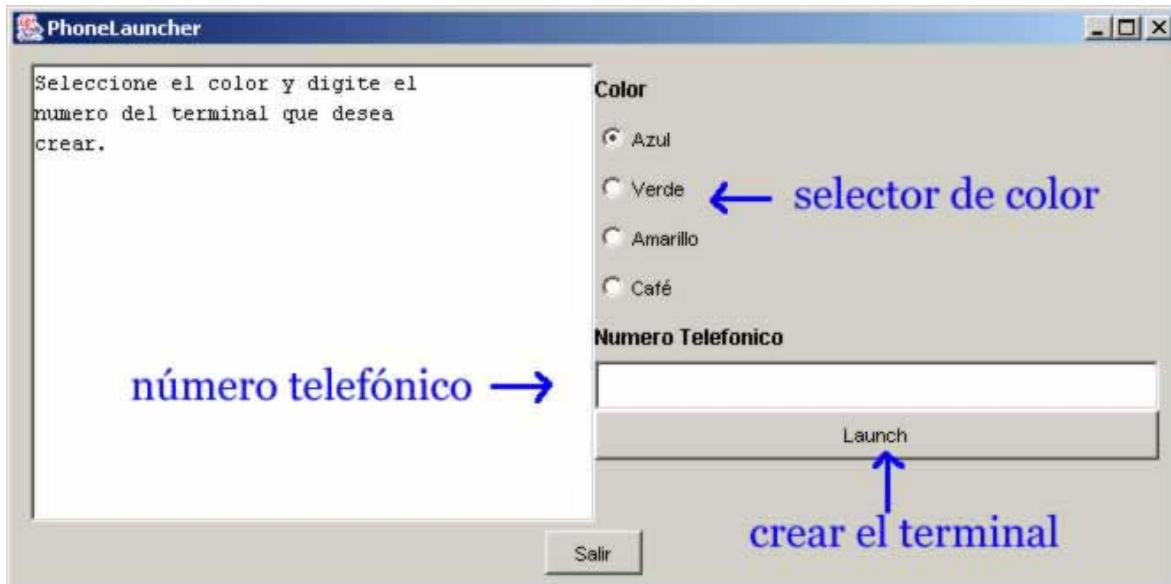 PhoneLauncher
Seleccione el color y digite el
numero del terminal que desea
crear.
Color
Azul
Verde
selector de color
Amarillo
Café
Numero Telefonico
número telefónico
Launch
crear el terminal
Salir